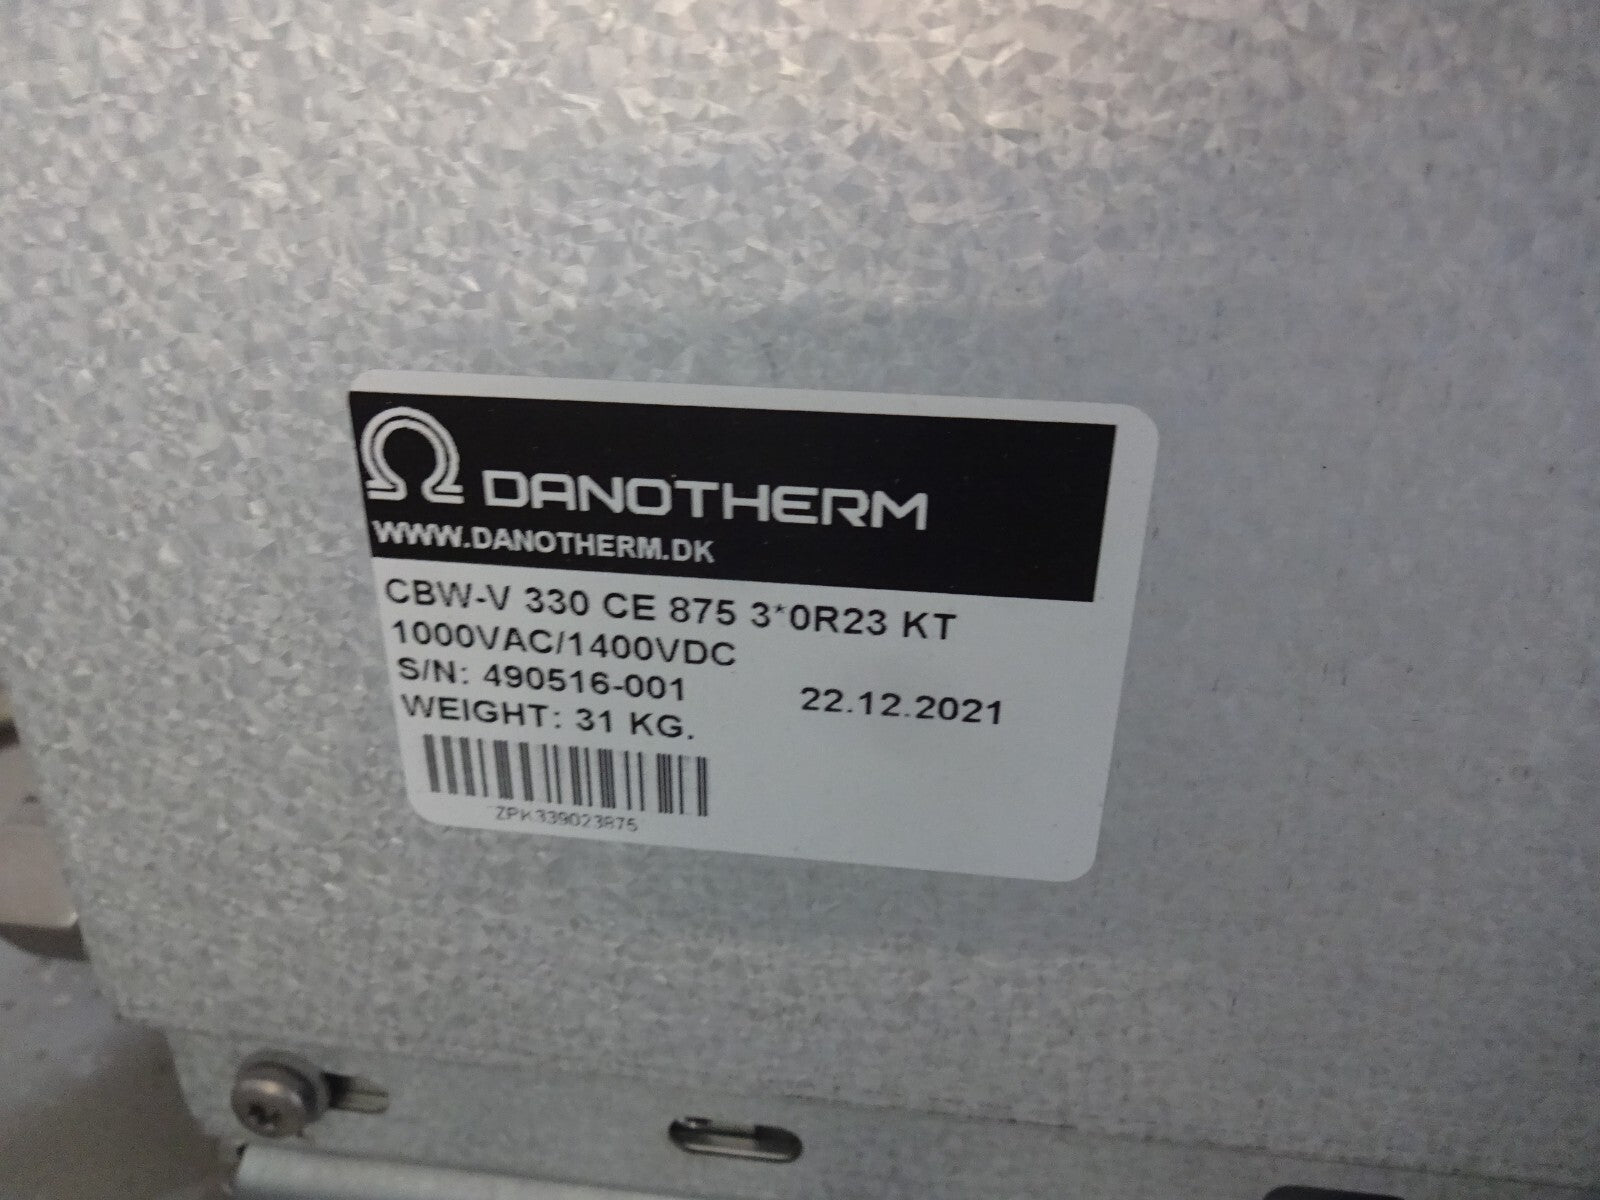 DANOTHERM
WWW.DANOTHERM.DK
CBW-V 330 CE 875 3*0R23 KT
1000VAC/1400VDC
S/N: 490516-001
22.12.2021
WEIGHT: 31 KG.
ZPK339023875